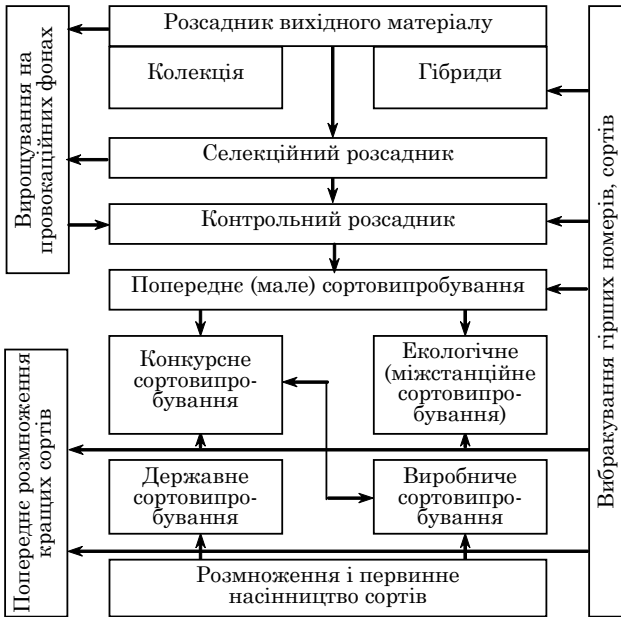 Розсадник вихідного матеріалу
Колекція
Гібриди
Вирощування на
провокаційних фонах
Селекційний розсадник
Контрольний розсадник
Попереднє (мале) сортовипробування
Конкурсне
сортовипро-
бування
Екологічне
(міжстанційне
сортовипро-
бування)
Державне
сортовипро-
бування
Виробниче
сортовипро-
бування
Розмноження і первинне
насінництво сортів
Попереднє розмноження
кращих сортів
Вибракування гірших номерів, сортів